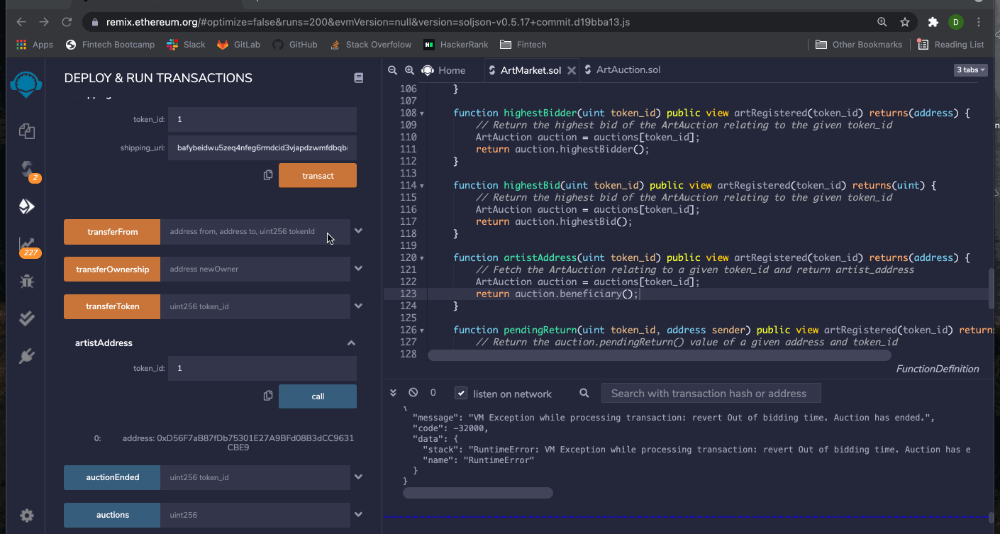 remix.ethereum.org/#optimize=false&runs=200&evmVersion=null&version=soljson-v0.5.17+commit.d19bba13.js
D
Apps
Fintech Bootcamp
Slack
GitLab
GitHub
Stack Overfolow
HackerRank
Fintech
Other Bookmarks
Reading List
DEPLOY & RUN TRANSACTIONS
token_id:
1
shipping_uri:
bafybeidwu5zeq4nfeg6rmdcid3vjapdzwmfdbqb
transact
2
227
transferFrom
address from, address to, uint256 tokenId
transferOwnership
address newOwner
transferToken
uint256 token_id
artistAddress
token_id:
1
call
0:
address: 0xD56F7aB87fDb75301E27A9BFd08B3dCC9631
CBE9
auctionEnded
uint256 token_id
auctions
uint256
Home
ArtMarket.sol
ArtAuction.sol
3 tabs
106 }
107
108 function highestBidder(uint token_id) public view artRegistered(token_id) returns(address) {
109 // Return the highest bid of the ArtAuction relating to the given token_id
110 ArtAuction auction = auctions[token_id];
111 return auction.highestBidder();
112 }
113
114 function highestBid(uint token_id) public view artRegistered(token_id) returns(uint) {
115 // Return the highest bid of the ArtAuction relating to the given token_id
116 ArtAuction auction = auctions[token_id];
117 return auction.highestBid();
118 }
119
120 function artistAddress(uint token_id) public view artRegistered(token_id) returns(address) {
121 // Fetch the ArtAuction relating to a given token_id and return artist_address
122 ArtAuction auction = auctions[token_id];
123 return auction.beneficiary();
124 }
125
126 function pendingReturn(uint token_id, address sender) public view artRegistered(token_id) return
127 // Return the auction.pendingReturn() value of a given address and token_id
128
FunctionDefinition
0
listen on network
Search with transaction hash or address
{
"message": "VM Exception while processing transaction: revert Out of bidding time. Auction has ended.",
"code": -32000,
"data": {
"stack": "RuntimeError: VM Exception while processing transaction: revert Out of bidding time. Auction has e
"name": "RuntimeError"
}
}